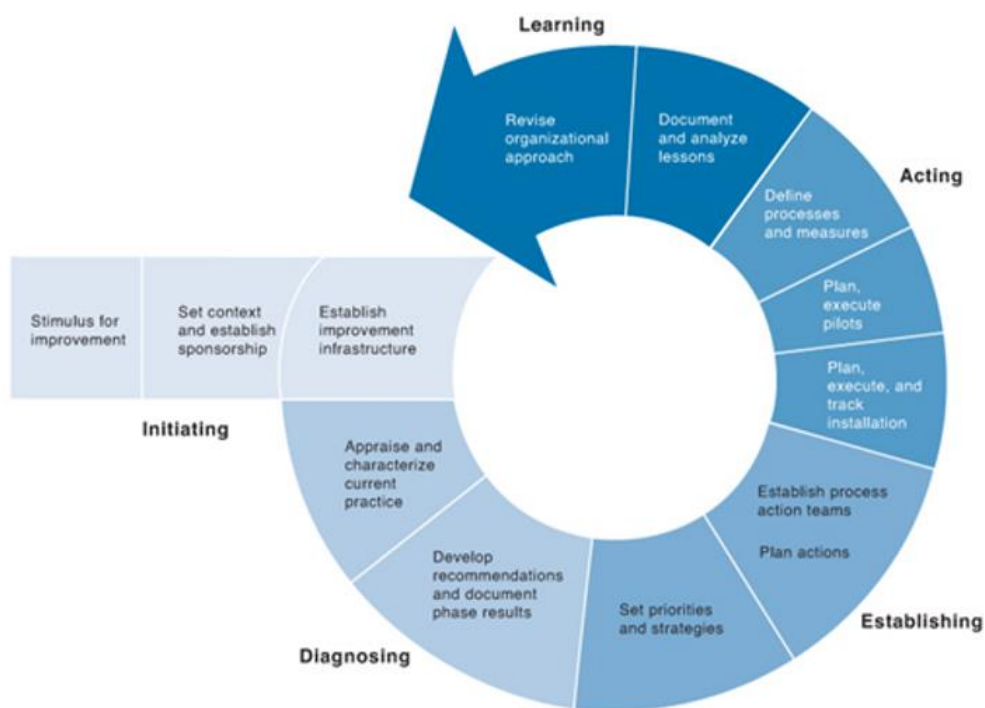 Learning
Revise
organizational
approach
Document
and analyze
lessons
Acting
Define
processes
and measures
Plan,
execute
pilots
Plan,
execute, and
track
installation
Stimulus for
improvement
Set context
and establish
sponsorship
Establish
improvement
infrastructure
Initiating
Appraise and
characterize
current
practice
Develop
recommendations
and document
phase results
Diagnosing
Set priorities
and strategies
Establish process
action teams
Plan actions
Establishing